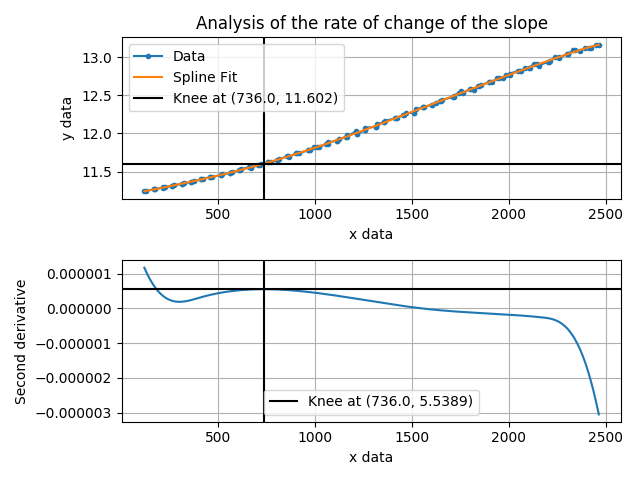 Analysis of the rate of change of the slope
Data
Spline Fit
Knee at (736.0, 11.602)
13.0
12.5
12.0
11.5
y data
500 1000 1500 2000 2500
x data
0.000001
0.000000
−0.000001
−0.000002
−0.000003
Second derivative
Knee at (736.0, 5.5389)
500 1000 1500 2000 2500
x data